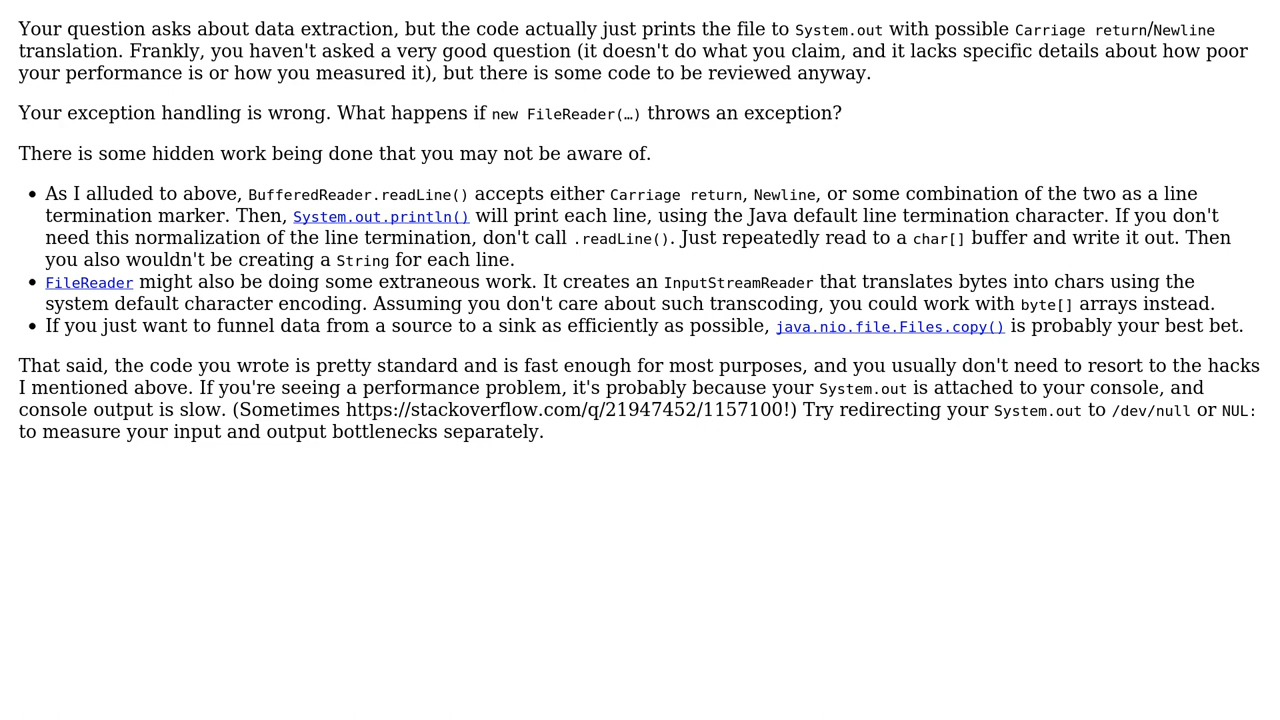 Your question asks about data extraction, but the code actually just prints the file to System.out with possible Carriage return/Newline
translation. Frankly, you haven't asked a very good question (it doesn't do what you claim, and it lacks specific details about how poor
your performance is or how you measured it), but there is some code to be reviewed anyway.
Your exception handling is wrong. What happens if new FileReader(…) throws an exception?
There is some hidden work being done that you may not be aware of.
• As I alluded to above, BufferedReader.readLine() accepts either Carriage return, Newline, or some combination of the two as a line
termination marker. Then, System.out.println() will print each line, using the Java default line termination character. If you don't
need this normalization of the line termination, don't call .readLine(). Just repeatedly read to a char[] buffer and write it out. Then
you also wouldn't be creating a String for each line.
• FileReader might also be doing some extraneous work. It creates an InputStreamReader that translates bytes into chars using the
system default character encoding. Assuming you don't care about such transcoding, you could work with byte[] arrays instead.
• If you just want to funnel data from a source to a sink as efficiently as possible, java.nio.file.Files.copy() is probably your best bet.
That said, the code you wrote is pretty standard and is fast enough for most purposes, and you usually don't need to resort to the hacks
I mentioned above. If you're seeing a performance problem, it's probably because your System.out is attached to your console, and
console output is slow. (Sometimes https://stackoverflow.com/q/21947452/1157100!) Try redirecting your System.out to /dev/null or NUL:
to measure your input and output bottlenecks separately.